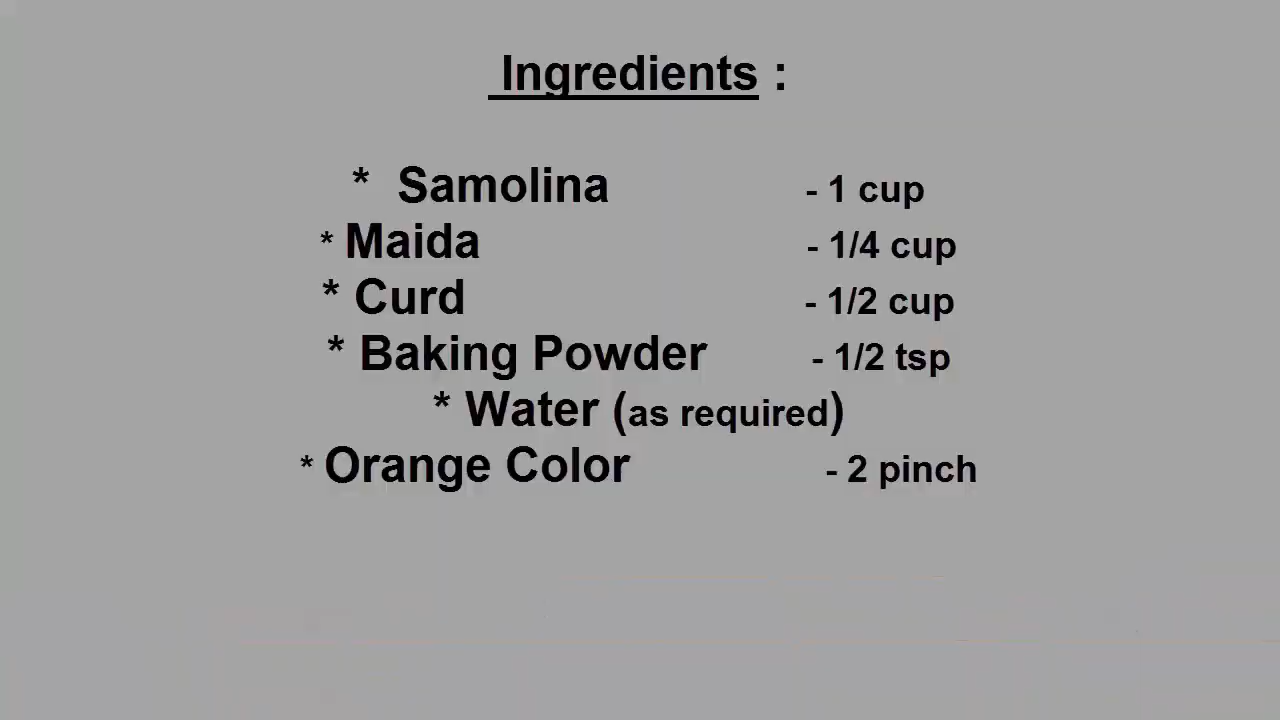 Ingredients :
* Samolina - 1 cup
* Maida - 1/4 cup
* Curd - 1/2 cup
* Baking Powder - 1/2 tsp
* Water (as required)
* Orange Color - 2 pinch